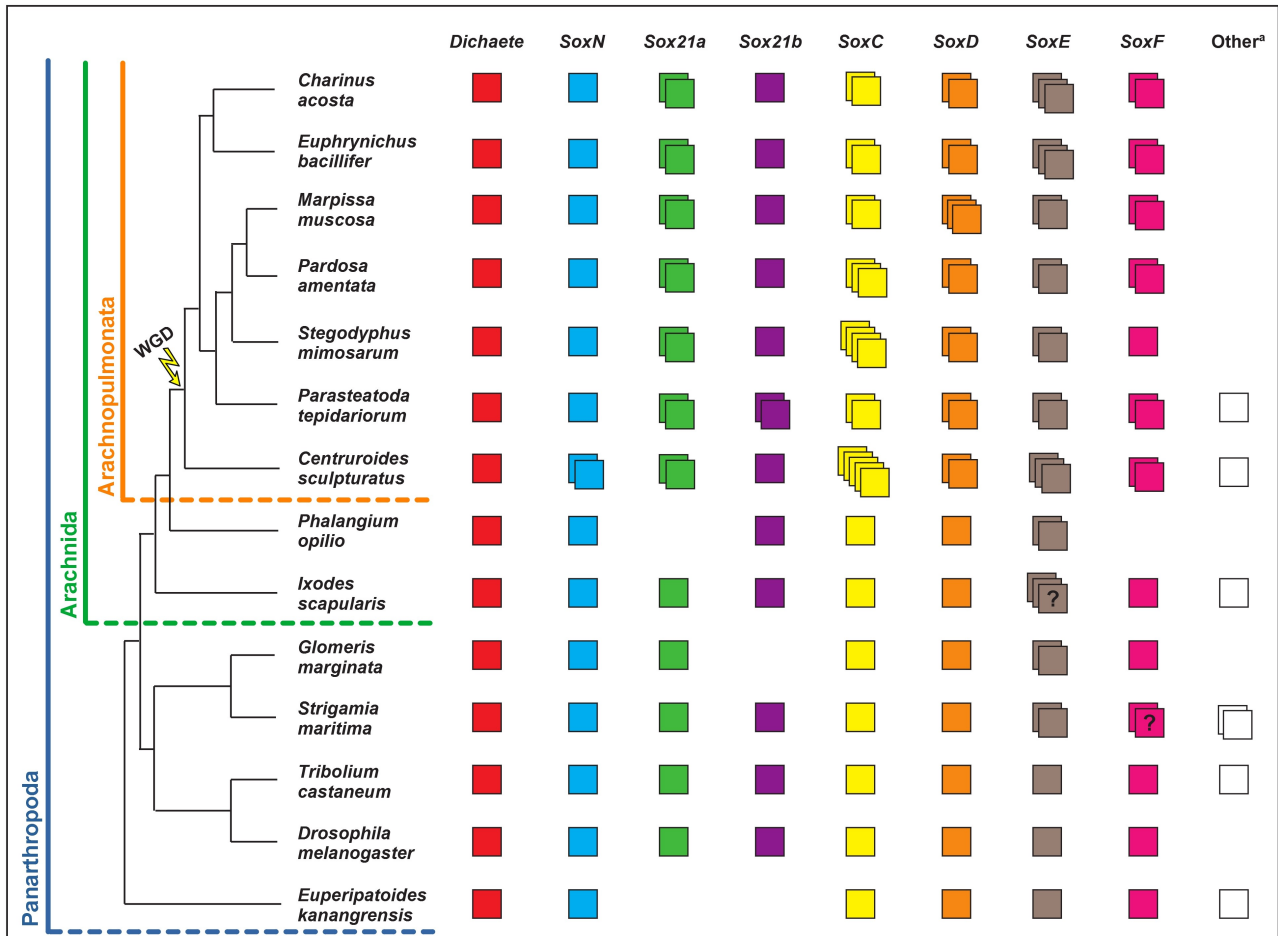 Dichaete SoxN Sox21a Sox21b SoxC SoxD SoxE SoxF Otherᵃ
Charinus
acosta
Euphrynichus
bacillifer
Marpissa
muscosa
Pardosa
amentata
Stegodyphus
mimosarum
WGD
Parasteatoda
tepidariorum
Centruroides
sculpturatus
Arachnopulmonata
Phalangium
opilio
Arachnida
Ixodes
scapularis
?
Glomeris
marginata
Strigamia
maritima
?
Tribolium
castaneum
Drosophila
melanogaster
Panarthropoda
Euperipatoides
kanangrensis